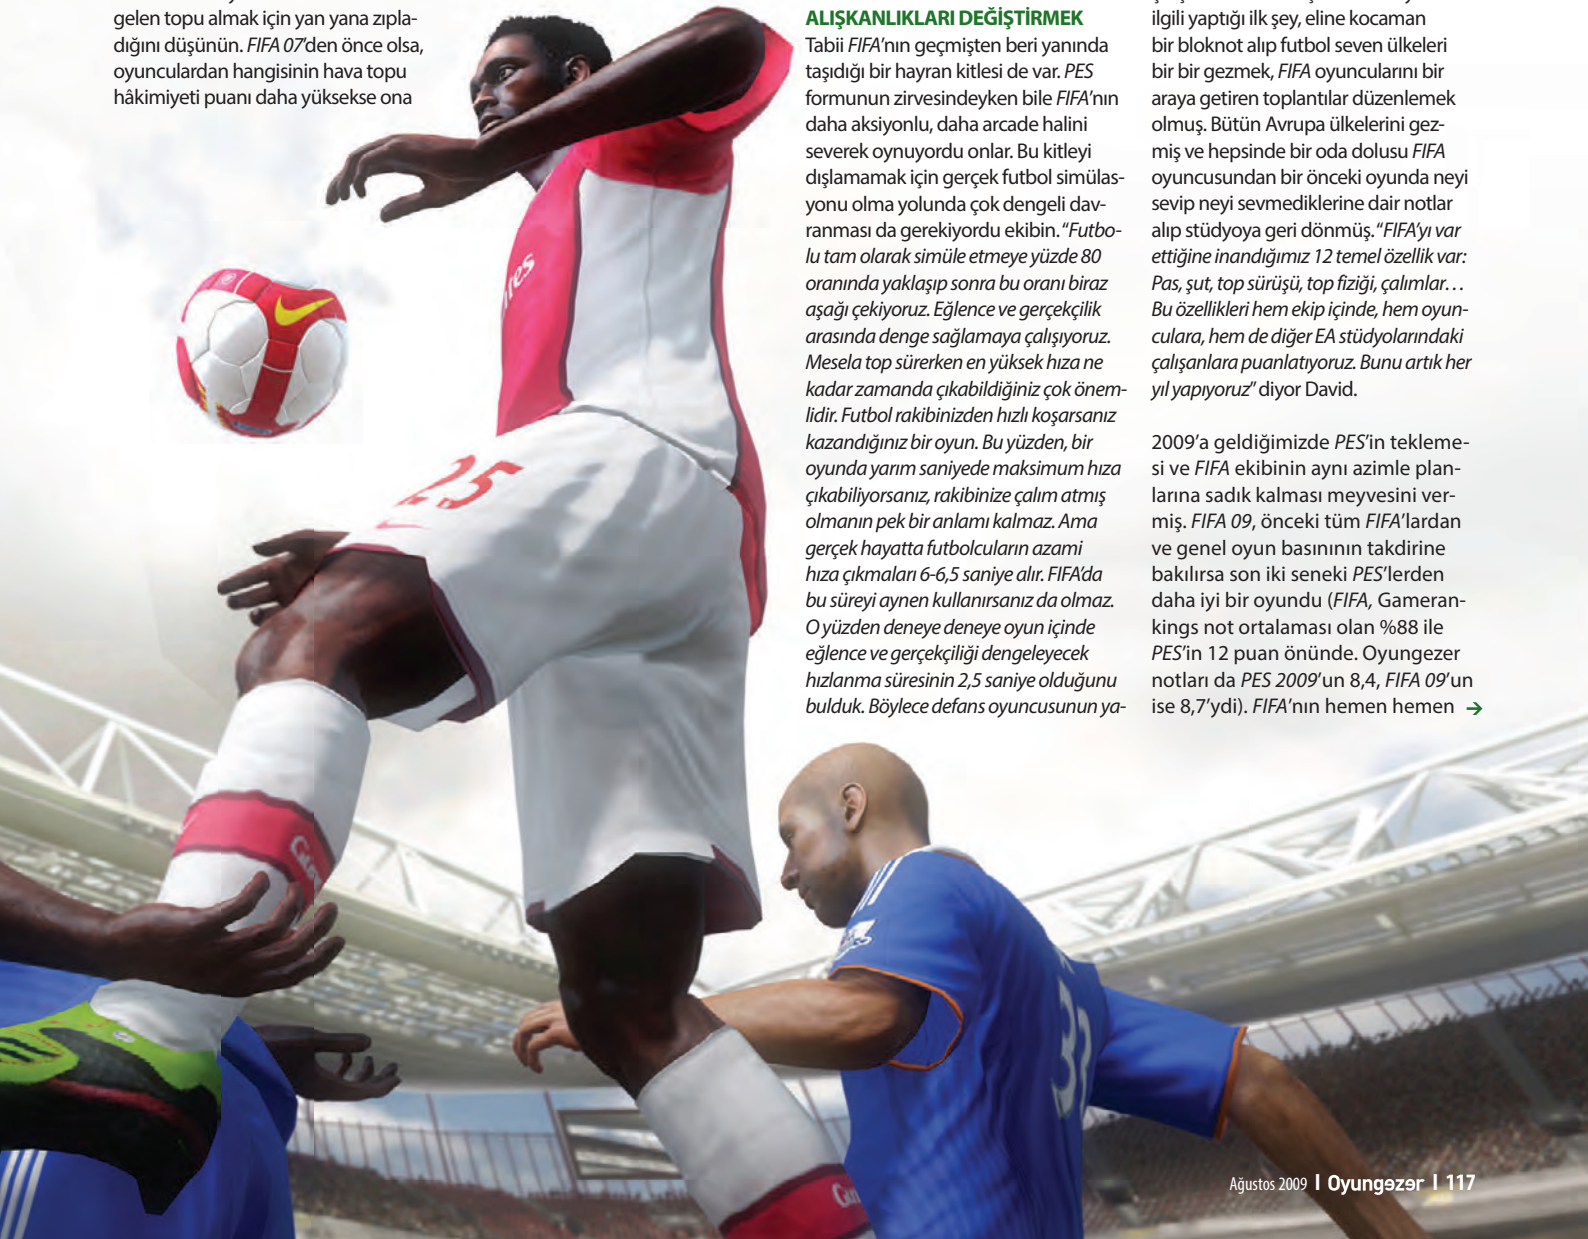 gelen topu almak için yan yana zıpla-
dığını düşünün. FIFA 07’den önce olsa,
oyunculardan hangisinin hava topu
hâkimiyeti puanı daha yüksekse ona
ALIŞKANLIKLARI DEĞİŞTİRMEK
Tabii FIFA’nın geçmişten beri yanında
taşıdığı bir hayran kitlesi de var. PES
formunun zirvesindeyken bile FIFA’nın
daha aksiyonlu, daha arcade halini
severek oynuyordu onlar. Bu kitleyi
dışlamamak için gerçek futbol simülas-
yonu olma yolunda çok dengeli dav-
ranması da gerekiyordu ekibin. “Futbo-
lu tam olarak simüle etmeye yüzde 80
oranında yaklaşıp sonra bu oranı biraz
aşağı çekiyoruz. Eğlence ve gerçekçilik
arasında denge sağlamaya çalışıyoruz.
Mesela top sürerken en yüksek hıza ne
kadar zamanda çıkabildiğiniz çok önem-
lidir. Futbol rakibinizden hızlı koşarsanız
kazandığınız bir oyun. Bu yüzden, bir
oyunda yarım saniyede maksimum hıza
çıkabiliyorsanız, rakibinize çalım atmış
olmanın pek bir anlamı kalmaz. Ama
gerçek hayatta futbolcuların azami
hıza çıkmaları 6-6,5 saniye alır. FIFA’da
bu süreyi aynen kullanırsanız da olmaz.
O yüzden deneye deneye oyun içinde
eğlence ve gerçekçiliği dengeleyecek
hızlanma süresinin 2,5 saniye olduğunu
bulduk. Böylece defans oyuncusunun ya-
ilgili yaptığı ilk şey, eline kocaman
bir bloknot alıp futbol seven ülkeleri
bir bir gezmek, FIFA oyuncularını bir
araya getiren toplantılar düzenlemek
olmuş. Bütün Avrupa ülkelerini gez-
miş ve hepsinde bir oda dolusu FIFA
oyuncusundan bir önceki oyunda neyi
sevip neyi sevmediklerine dair notlar
alıp stüdyoya geri dönmüş. “FIFA’yı var
ettiğine inandığımız 12 temel özellik var:
Pas, şut, top sürüşü, top fiziği, çalımlar…
Bu özellikleri hem ekip içinde, hem oyun-
culara, hem de diğer EA stüdyolarındaki
çalışanlara puanlatıyoruz. Bunu artık her
yıl yapıyoruz” diyor David.
2009’a geldiğimizde PES’in tekleme-
si ve FIFA ekibinin aynı azimle plan-
larına sadık kalması meyvesini ver-
miş. FIFA 09, önceki tüm FIFA’lardan
ve genel oyun basınının takdirine
bakılırsa son iki seneki PES’lerden
daha iyi bir oyundu (FIFA, Gameran-
kings not ortalaması olan %88 ile
PES’in 12 puan önünde. Oyungezer
notları da PES 2009’un 8,4, FIFA 09’un
ise 8,7’ydi). FIFA’nın hemen hemen →
25
Ağustos 2009 | Oyungəzər | 117